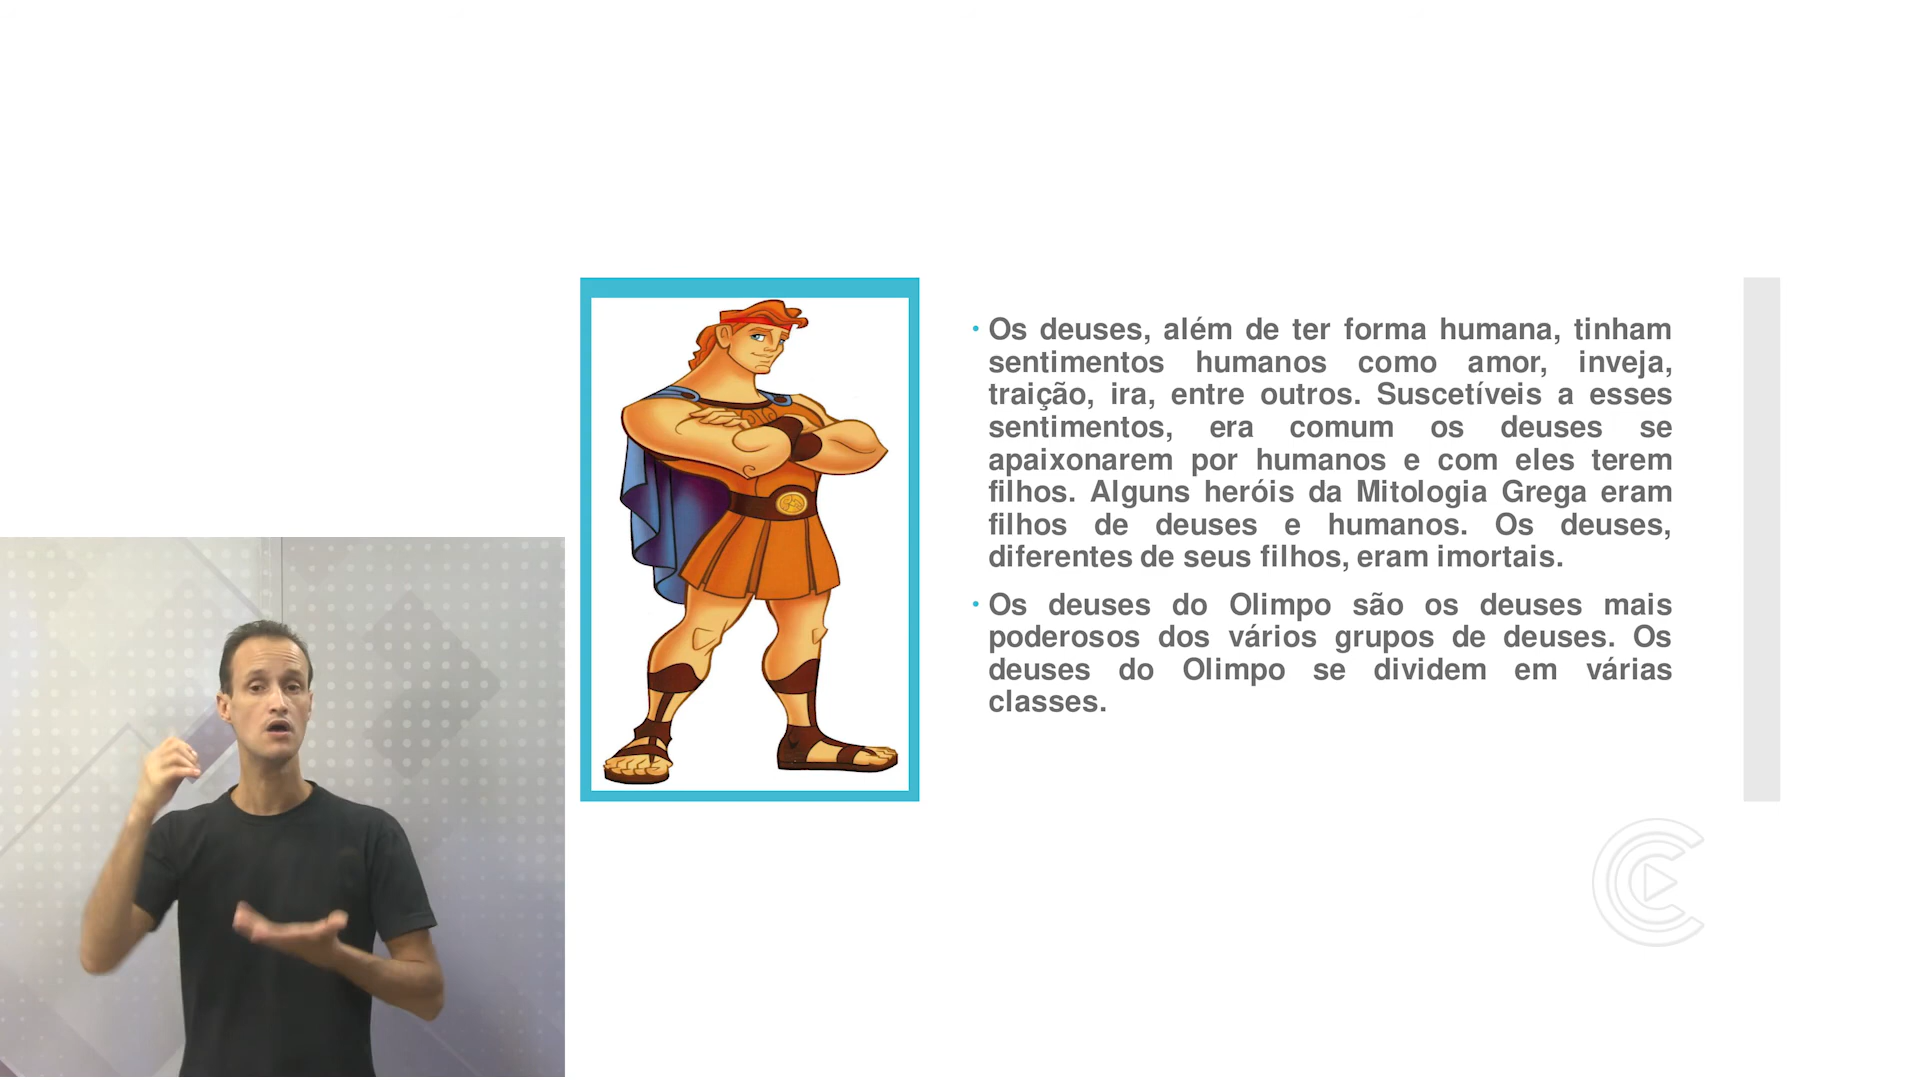 Os deuses, além de ter forma humana, tinham
sentimentos humanos como amor, inveja,
traição, ira, entre outros. Suscetíveis a esses
sentimentos, era comum os deuses se
apaixonarem por humanos e com eles terem
filhos. Alguns heróis da Mitologia Grega eram
filhos de deuses e humanos. Os deuses,
diferentes de seus filhos, eram imortais.
Os deuses do Olimpo são os deuses mais
poderosos dos vários grupos de deuses. Os
deuses do Olimpo se dividem em várias
classes.